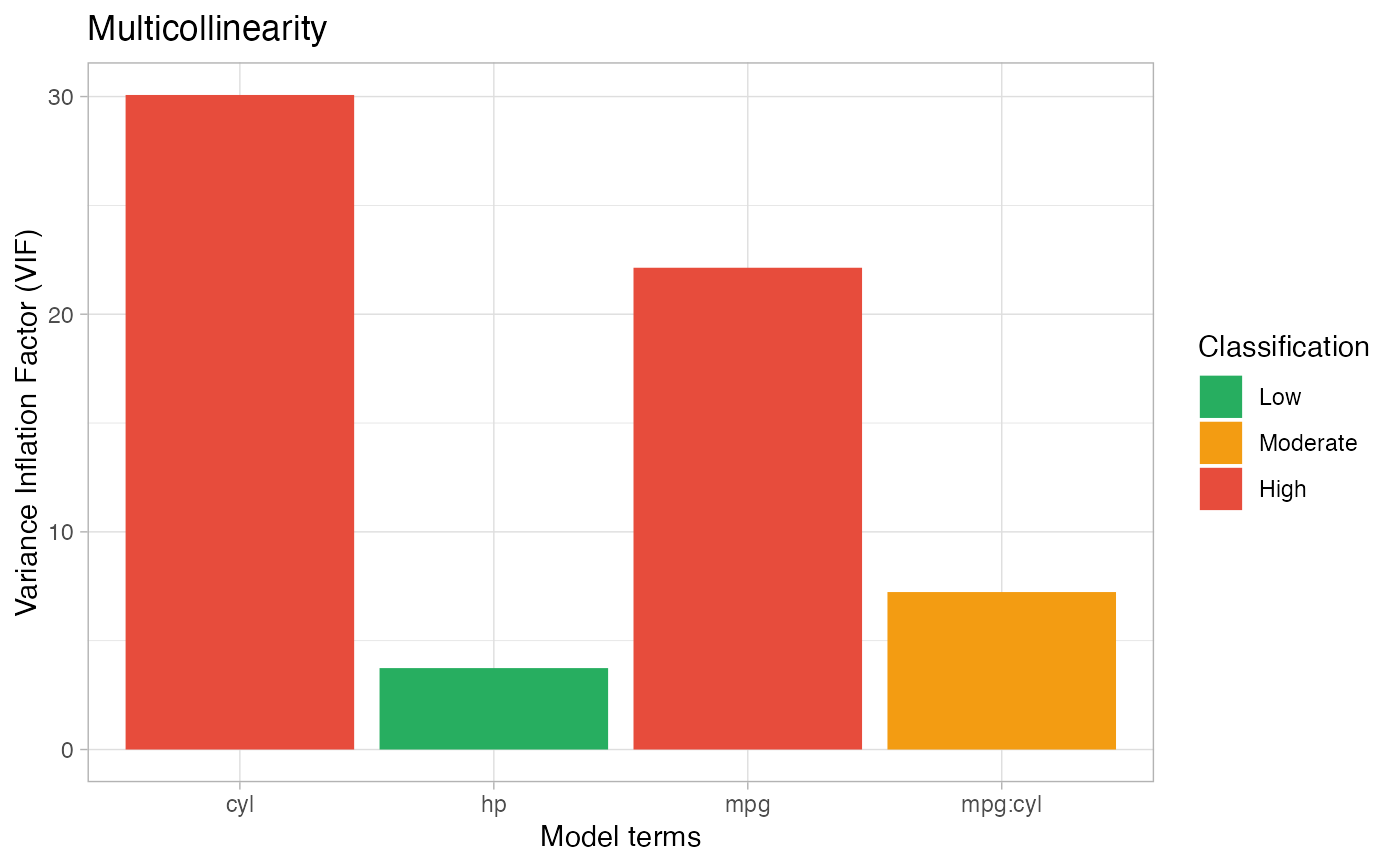 Multicollinearity
Variance Inflation Factor (VIF)
30
20
10
0
cyl
hp
mpg
mpg:cyl
Model terms
Classification
Low
Moderate
High